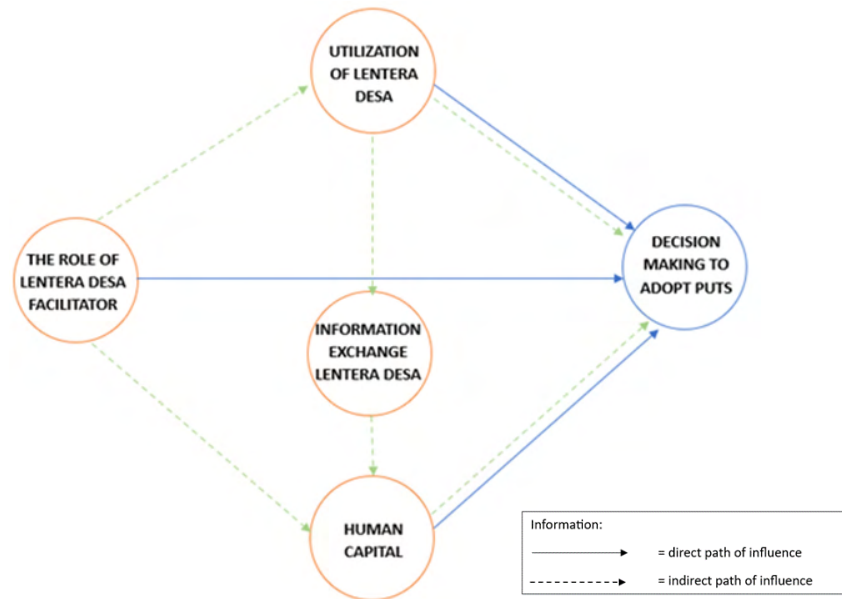 UTILIZATION
OF LENTERA
DESA
THE ROLE OF
LENTERA DESA
FACILITATOR
DECISION
MAKING TO
ADOPT PUTS
INFORMATION
EXCHANGE
LENTERA DESA
HUMAN
CAPITAL
Information:
= direct path of influence
= indirect path of influence